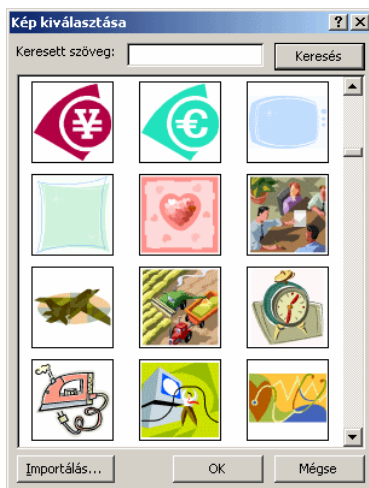 Kép kiválasztása
Keresett szöveg:
Keresés
¥
€
Importálás...
OK
Mégse